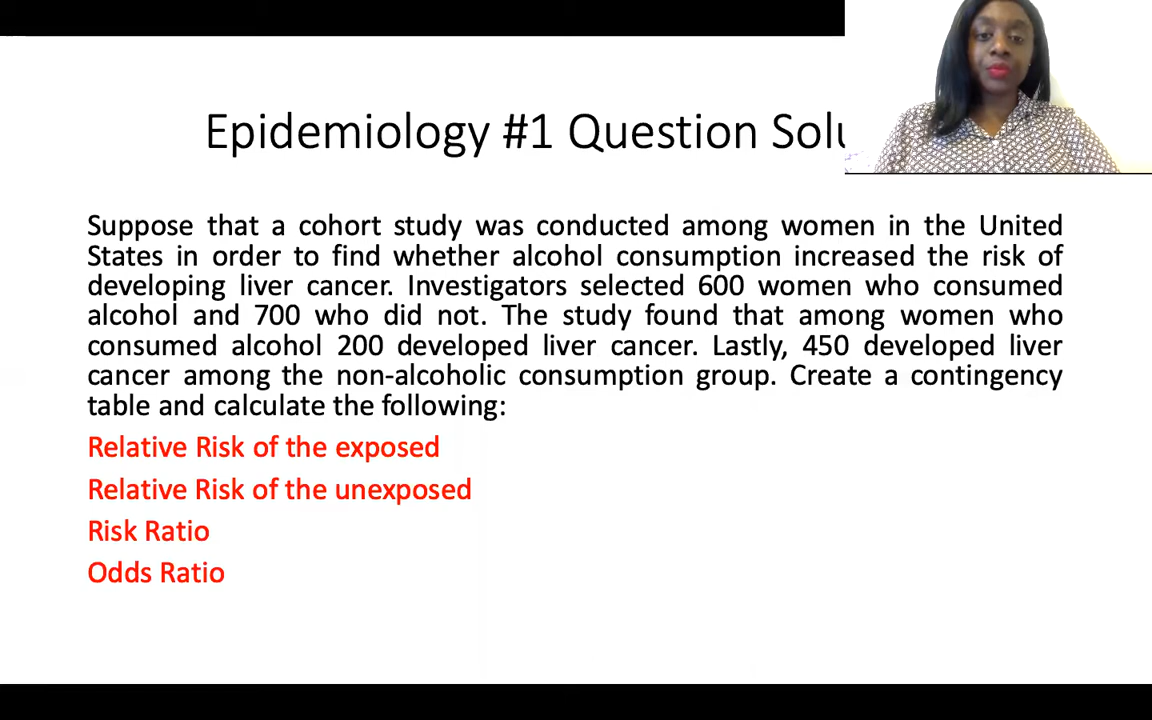 Epidemiology #1 Question
Suppose that a cohort study was conducted among women in the United
States in order to find whether alcohol consumption increased the risk of
developing liver cancer. Investigators selected 600 women who consumed
alcohol and 700 who did not. The study found that among women who
consumed alcohol 200 developed liver cancer. Lastly, 450 developed liver
cancer among the non-alcoholic consumption group. Create a contingency
table and calculate the following:
Relative Risk of the exposed
Relative Risk of the unexposed
Risk Ratio
Odds Ratio